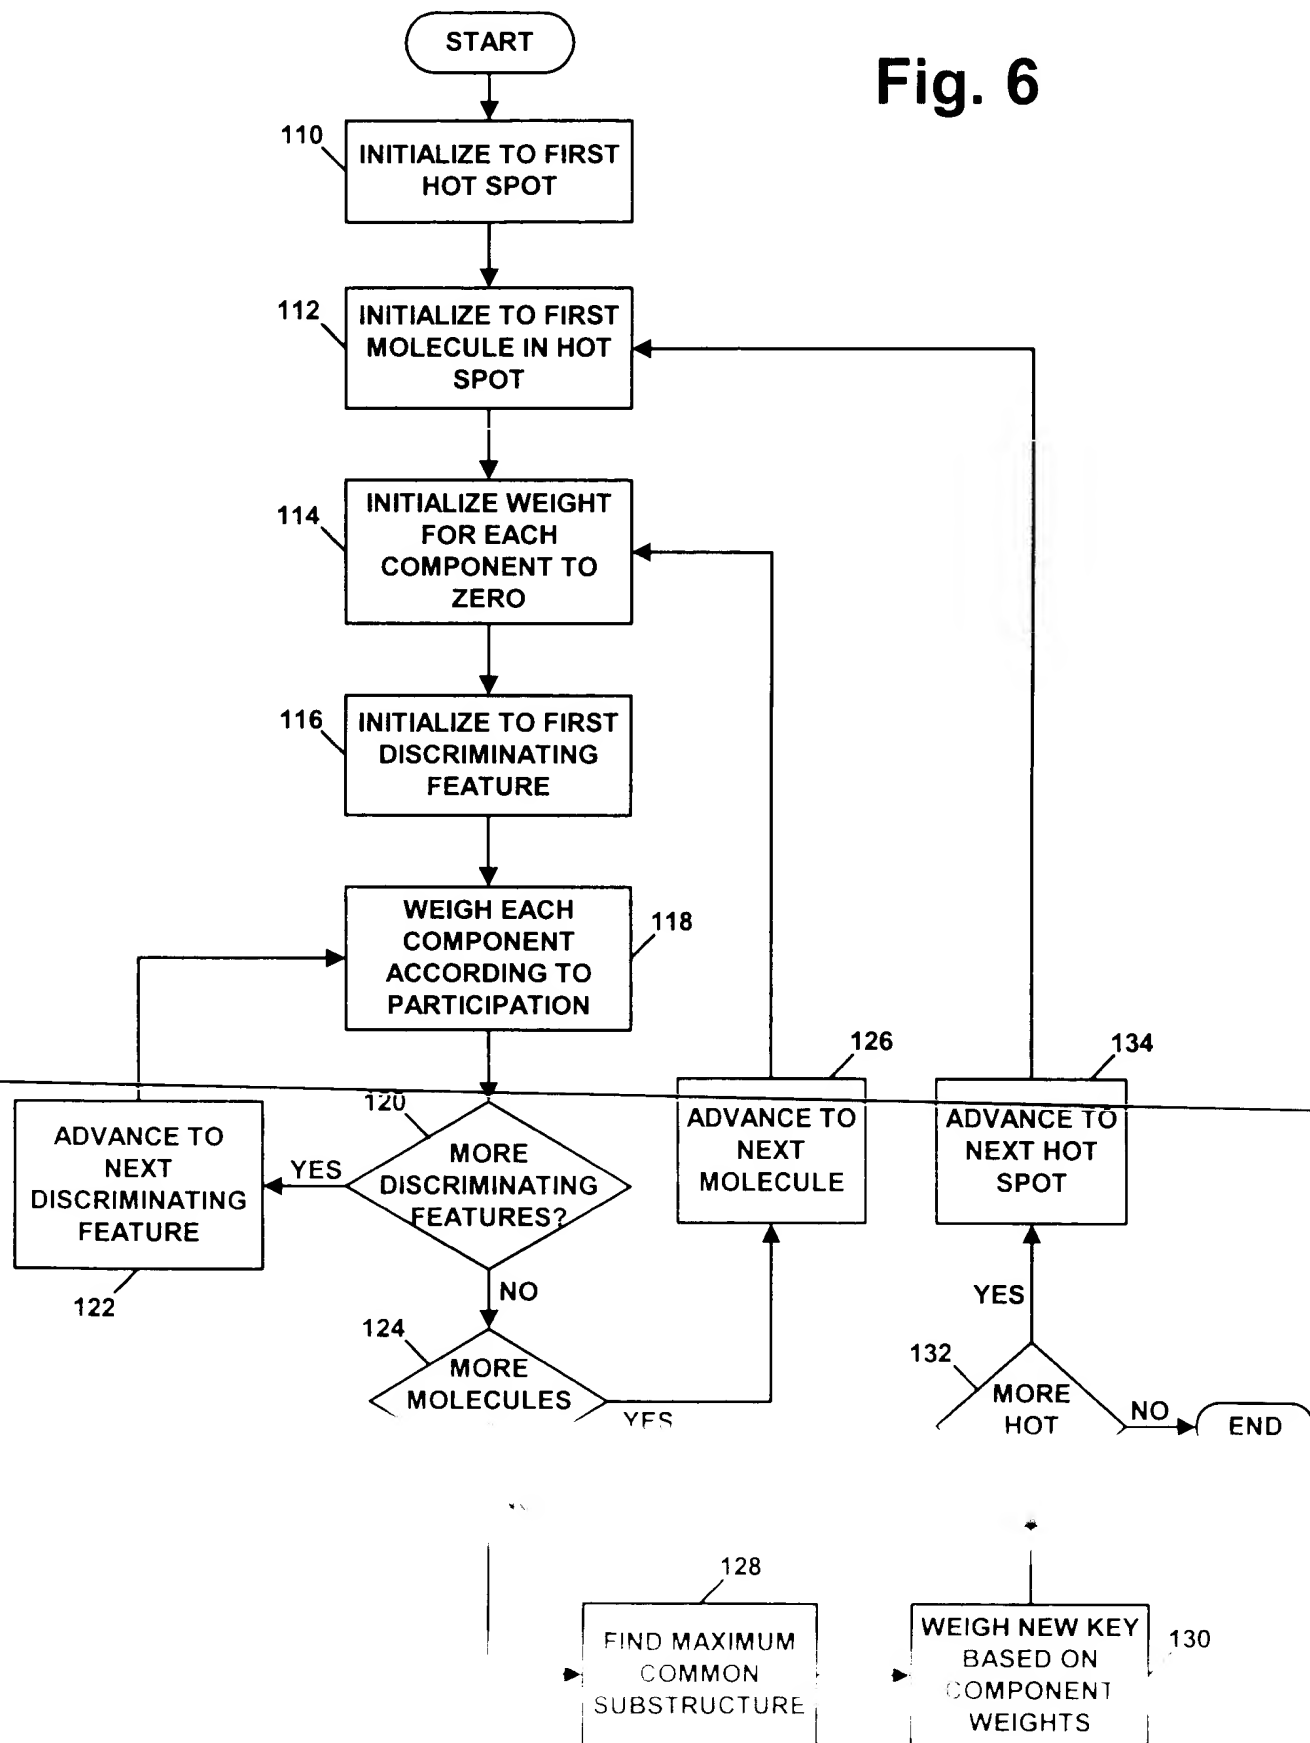 START
Fig. 6
110
INITIALIZE TO FIRST
HOT SPOT
112
INITIALIZE TO FIRST
MOLECULE IN HOT
SPOT
114
INITIALIZE WEIGHT
FOR EACH
COMPONENT TO
ZERO
116
INITIALIZE TO FIRST
DISCRIMINATING
FEATURE
118
WEIGH EACH
COMPONENT
ACCORDING TO
PARTICIPATION
120
MORE
DISCRIMINATING
FEATURES?
YES
ADVANCE TO
NEXT
DISCRIMINATING
FEATURE
122
NO
124
MORE
MOLECULES
YES
126
ADVANCE TO
NEXT
MOLECULE
128
FIND MAXIMUM
COMMON
SUBSTRUCTURE
130
WEIGH NEW KEY
BASED ON
COMPONENT
WEIGHTS
132
MORE
HOT
NO
END
YES
134
ADVANCE TO
NEXT HOT
SPOT